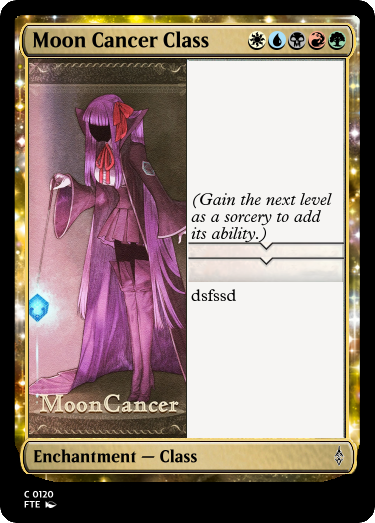 Moon Cancer Class
(Gain the next level
as a sorcery to add
its ability.)
dsfssd
MoonCancer
Enchantment — Class
C 0120
FTE